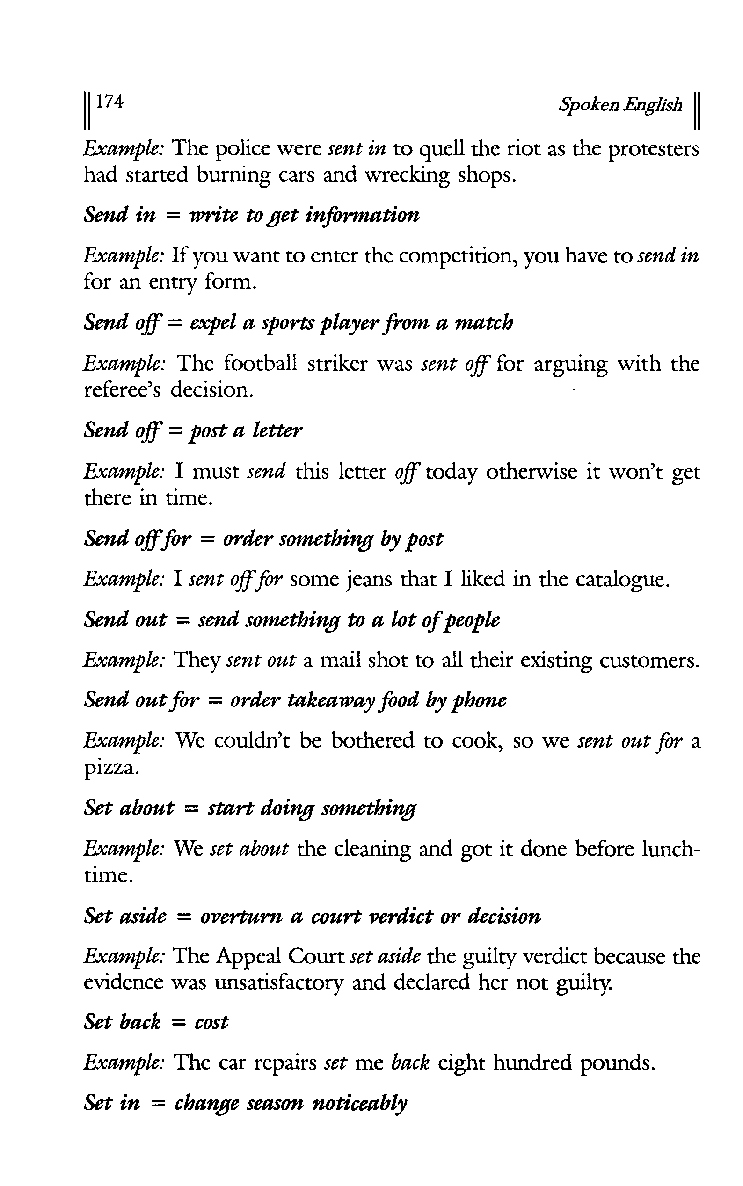 174 Spoken English
Example: The police were sent in to quell the riot as the protesters
had started burning cars and wrecking shops.
Send in = write to get information
Example: If you want to enter the competition, you have to send in
for an entry form.
Send off = expel a sports player from a match
Example: The football striker was sent off for arguing with the
referee's decision.
Send off = post a letter
Example: I must send this letter off today otherwise it won't get
there in time.
Send off for = order something by post
Example: I sent off for some jeans that I liked in the catalogue.
Send out = send something to a lot of people
Example: They sent out a mail shot to all their existing customers.
Send out for = order takeaway food by phone
Example: We couldn't be bothered to cook, so we sent out for a
pizza.
Set about = start doing something
Example: We set about the cleaning and got it done before lunch-
time.
Set aside = overturn a court verdict or decision
Example: The Appeal Court set aside the guilty verdict because the
evidence was unsatisfactory and declared her not guilty.
Set back = cost
Example: The car repairs set me back eight hundred pounds.
Set in = change season noticeably